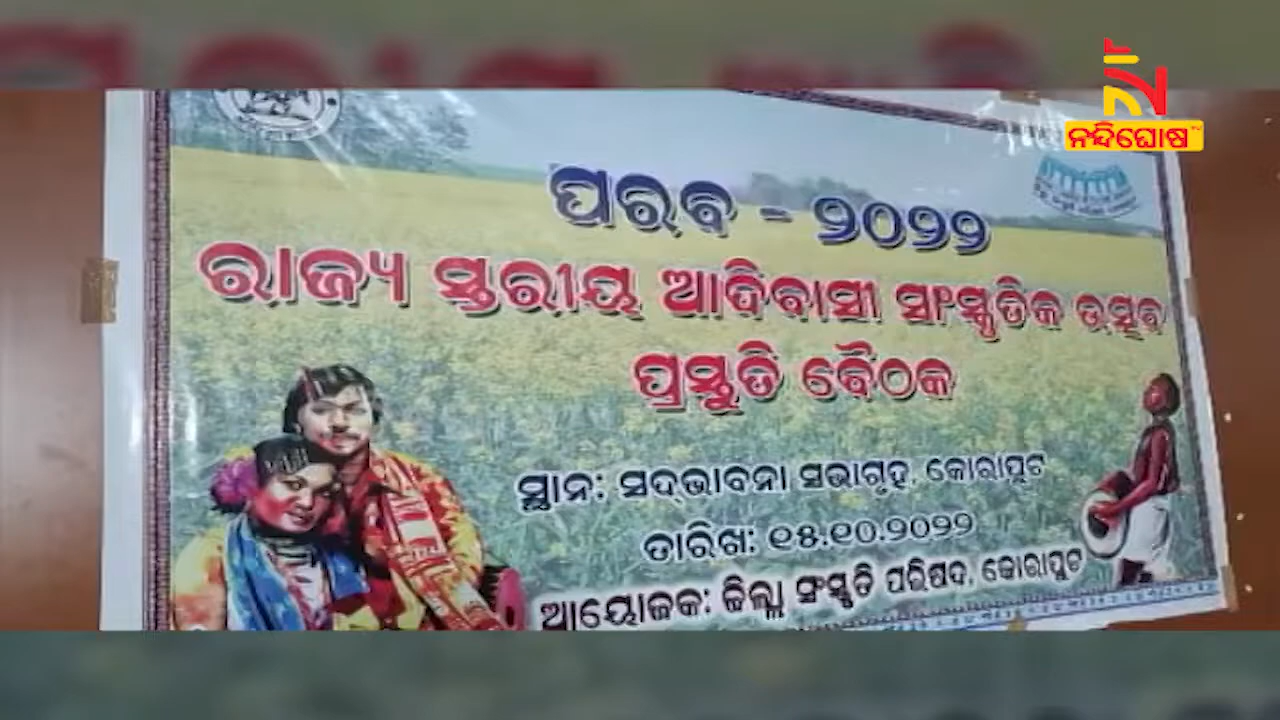 ନନ୍ଦିଘୋଷ TV
ପରବ - ୨୦୨୨
ରାଜ୍ୟ ସ୍ତରୀୟ ଆଦିବାସୀ ସାଂସ୍କୃତିକ ଉତ୍ସବ
ପ୍ରସ୍ତୁତି ବୈଠକ
ସ୍ଥାନ: ସଦ୍‌ଭାବନା ସଭାଗୃହ, କୋରାପୁଟ
ତାରିଖ: ୧୫.୧୦.୨୦୨୨
ଆୟୋଜକ: ଜିଲ୍ଲା ସଂସ୍କୃତି ପରିଷଦ, କୋରାପୁଟ